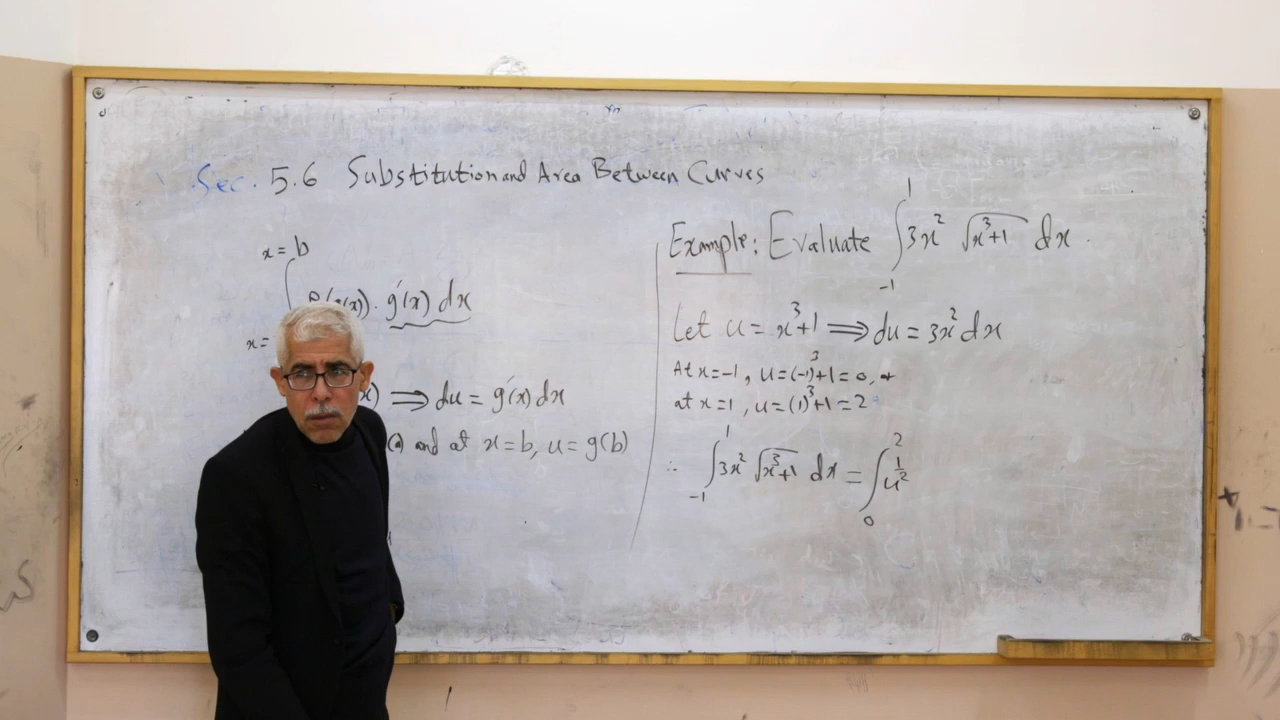 Sec. 5.6 Substitution and Area Between Curves
x = b
∫ f(g(x)) · g'(x) dx
x =
x) ⟹ du = g'(x) dx
(a) and at x = b, u = g(b)
Example: Evaluate ∫_{-1}^{1} 3x² √(x³+1) dx.
Let u = x³+1 ⟹ du = 3x² dx
At x = -1, u = (-1)³+1 = 0, +
at x = 1, u = (1)³+1 = 2
∴ ∫_{-1}^{1} 3x² √(x³+1) dx = ∫_{0}^{2} u^{1/2}